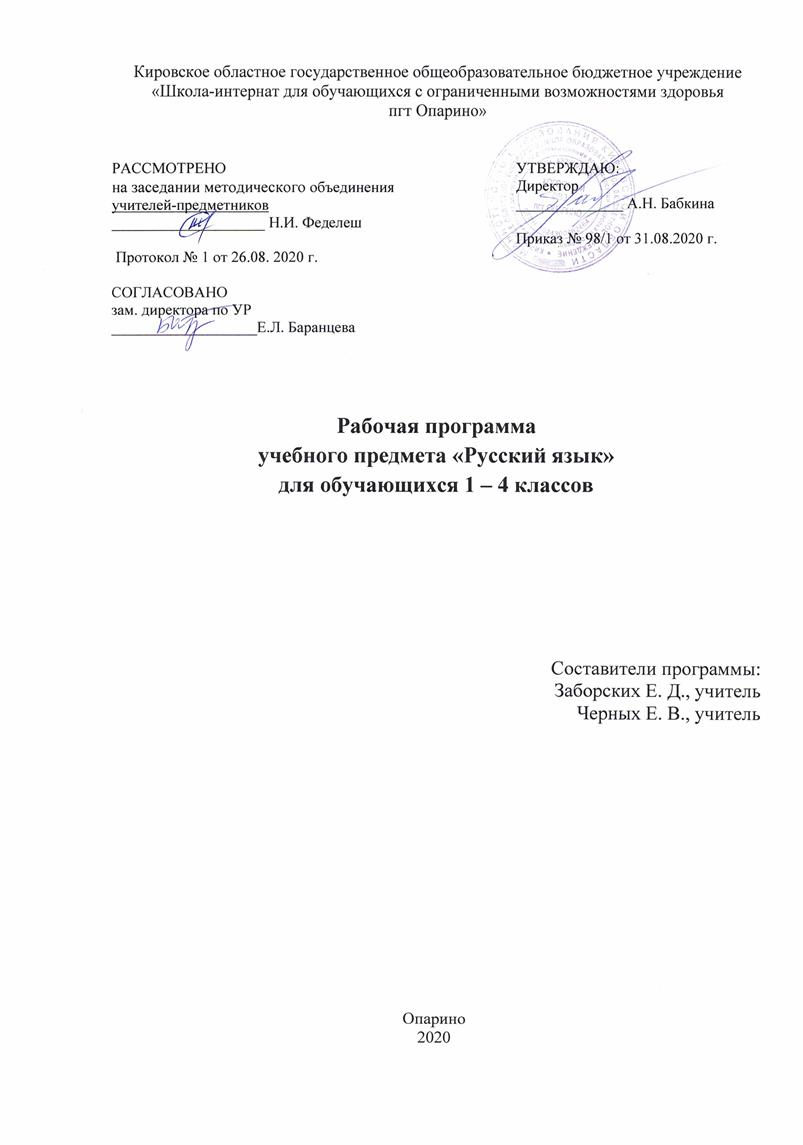 Кировское областное государственное общеобразовательное бюджетное учреждение
«Школа-интернат для обучающихся с ограниченными возможностями здоровья
пгт Опарино»
РАССМОТРЕНО
на заседании методического объединения
учителей-предметников
___________________ Н.И. Феделеш
Протокол № 1 от 26.08. 2020 г.
УТВЕРЖДАЮ:
Директор
_____________ А.Н. Бабкина
Приказ № 98/1 от 31.08.2020 г.
СОГЛАСОВАНО
зам. директора по УР
__________________Е.Л. Баранцева
Рабочая программа
учебного предмета «Русский язык»
для обучающихся 1 – 4 классов
Составители программы:
Заборских Е. Д., учитель
Черных Е. В., учитель
Опарино
2020